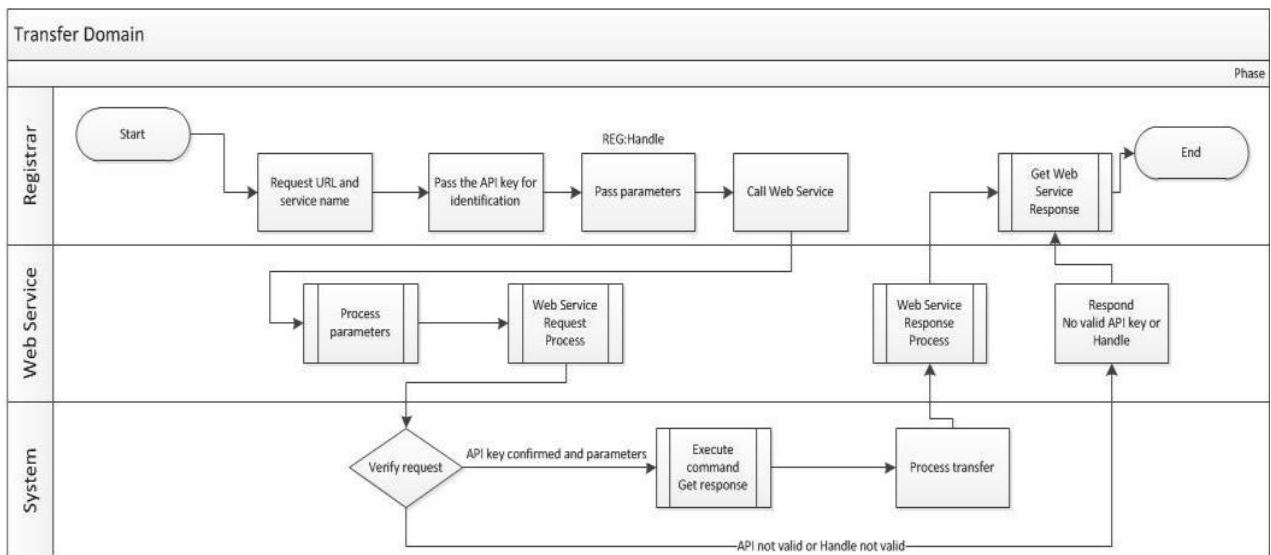 Transfer Domain
Phase
Registrar
Start
Request URL and
service name
Pass the API key for
identification
REG:Handle
Pass parameters
Call Web Service
Get Web
Service
Response
End
Web Service
Process
parameters
Web Service
Request
Process
Web Service
Response
Process
Respond
No valid API key or
Handle
System
Verify request
API key confirmed and parameters
Execute
command
Get response
Process transfer
API not valid or Handle not valid